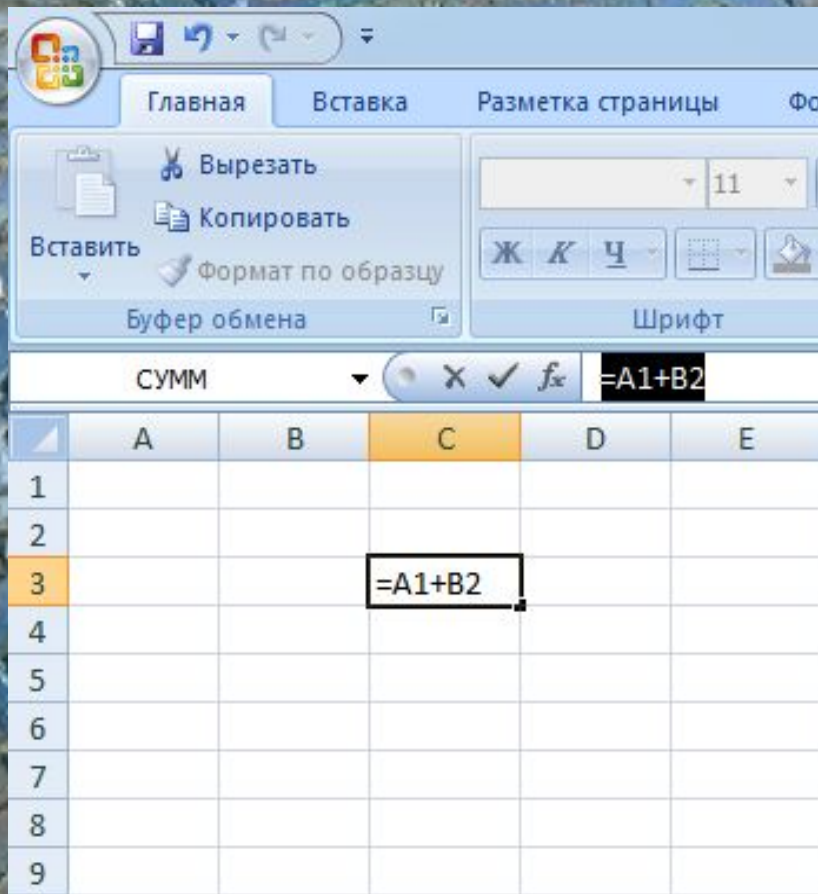 Главная Вставка Разметка страницы Фо
Вставить
Вырезать
Копировать
Формат по образцу
Буфер обмена
11
Ж К Ч
Шрифт
СУММ fx =A1+B2
A B C D E
1
2
3 =A1+B2
4
5
6
7
8
9